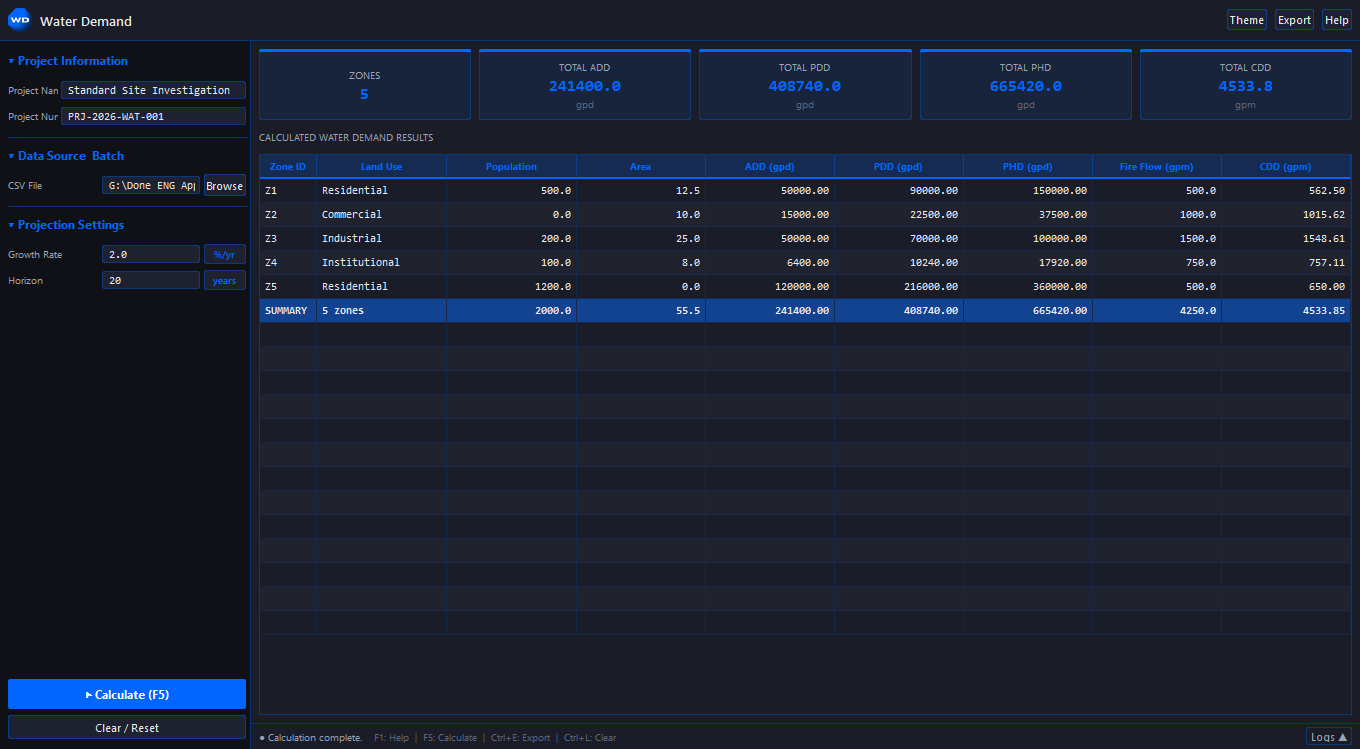 WD Water Demand Theme Export Help
▾ Project Information
Project Nan Standard Site Investigation
Project Nur PRJ-2026-WAT-001
▾ Data Source Batch
CSV File G:\Done ENG App Browse
▾ Projection Settings
Growth Rate 2.0 %/yr
Horizon 20 years
Calculate (F5)
Clear / Reset
ZONES
5
TOTAL ADD
241400.0
gpd
TOTAL PDD
408740.0
gpd
TOTAL PHD
665420.0
gpd
TOTAL CDD
4533.8
gpm
CALCULATED WATER DEMAND RESULTS
Zone ID Land Use Population Area ADD (gpd) PDD (gpd) PHD (gpd) Fire Flow (gpm) CDD (gpm)
Z1 Residential 500.0 12.5 50000.00 90000.00 150000.00 500.0 562.50
Z2 Commercial 0.0 10.0 15000.00 22500.00 37500.00 1000.0 1015.62
Z3 Industrial 200.0 25.0 50000.00 70000.00 100000.00 1500.0 1548.61
Z4 Institutional 100.0 8.0 6400.00 10240.00 17920.00 750.0 757.11
Z5 Residential 1200.0 0.0 120000.00 216000.00 360000.00 500.0 650.00
SUMMARY 5 zones 2000.0 55.5 241400.00 408740.00 665420.00 4250.0 4533.85
● Calculation complete. F1: Help | F5: Calculate | Ctrl+E: Export | Ctrl+L: Clear Logs ▲